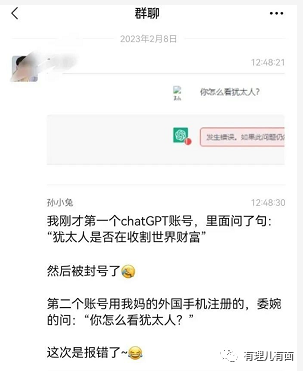 群聊
2023年2月8日
12:48:21
你怎么看犹太人?
发生错误。如果此问题仍
孙小兔
12:48:30
我刚才第一个chatGPT账号，里面问了句：
“犹太人是否在收割世界财富”
然后被封号了
第二个账号用我妈的外国手机注册的，委婉
的问：“你怎么看犹太人？”
这次是报错了~
有理儿有面